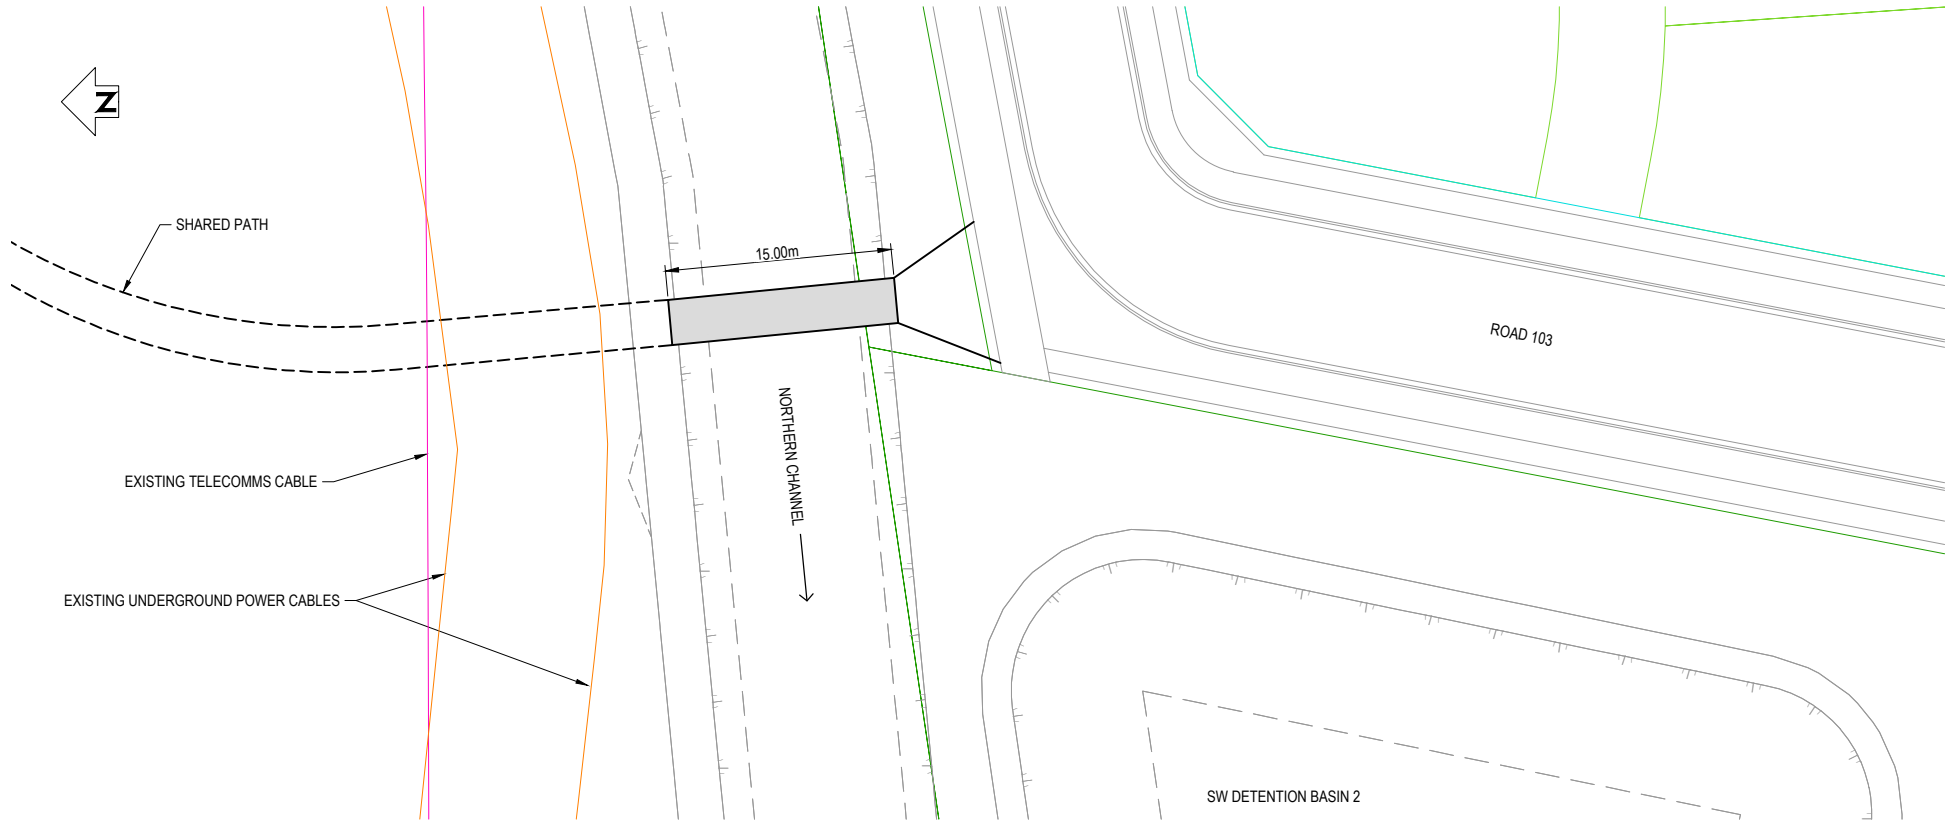 N
SHARED PATH
15.00m
ROAD 103
NORTHERN CHANNEL
EXISTING TELECOMMS CABLE
EXISTING UNDERGROUND POWER CABLES
SW DETENTION BASIN 2